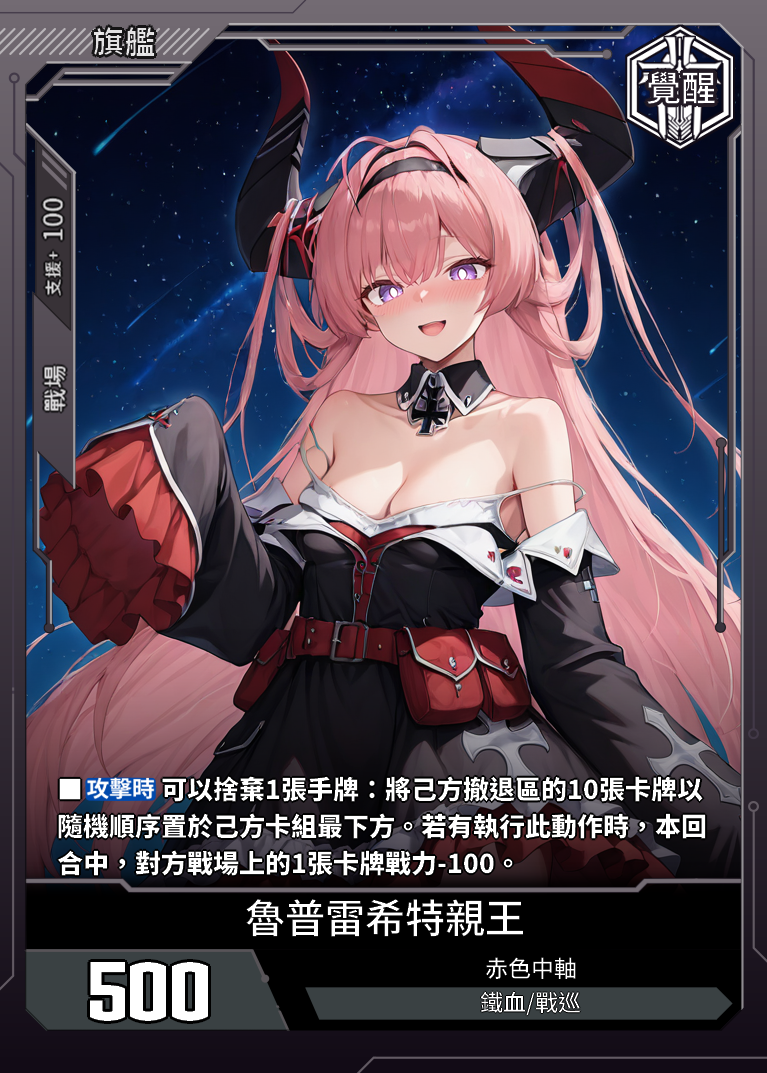 旗艦
覺醒
支援+ 100
戰場
■ 攻擊時 可以捨棄1張手牌：將己方撤退區的10張卡牌以
隨機順序置於己方卡組最下方。若有執行此動作時，本回
合中，對方戰場上的1張卡牌戰力-100。
魯普雷希特親王
500
赤色中軸
鐵血/戰巡